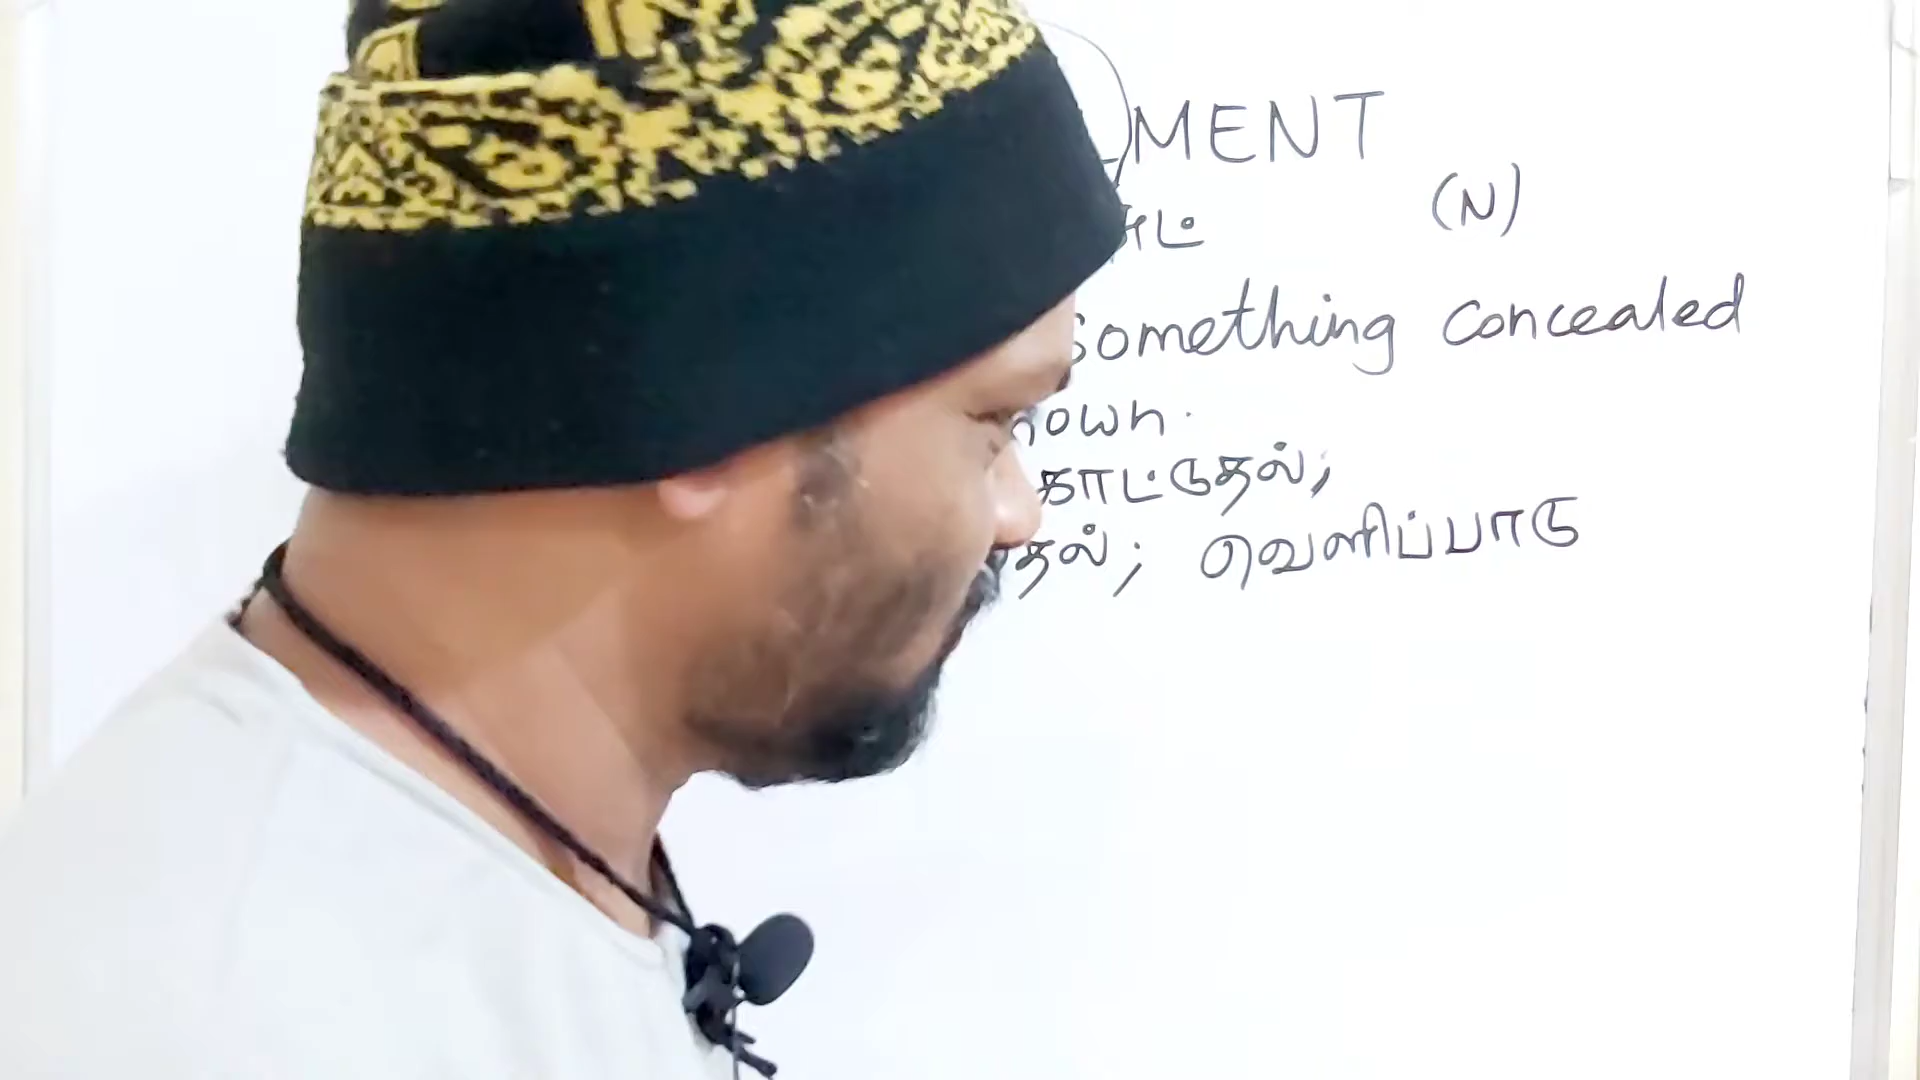 MENT
(N)
something concealed
nown.
காட்டுதல்;
தல்; வெளிப்பாடு